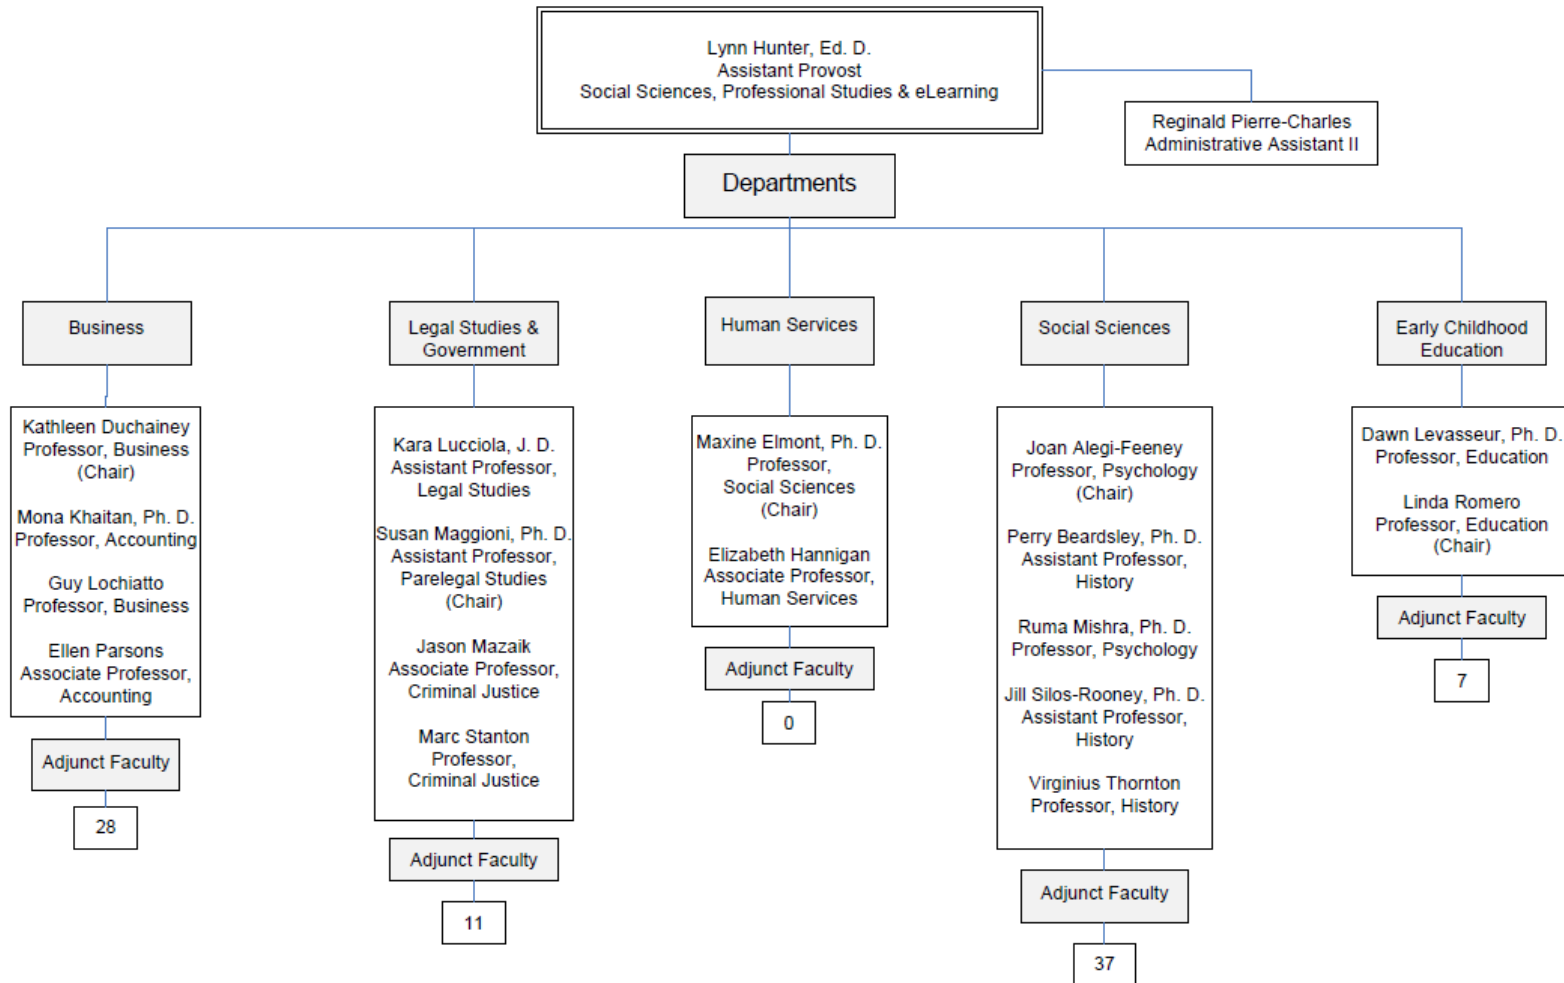 Lynn Hunter, Ed. D.
Assistant Provost
Social Sciences, Professional Studies & eLearning
Reginald Pierre-Charles
Administrative Assistant II
Departments
Business
Kathleen Duchainey
Professor, Business
(Chair)
Mona Khaitan, Ph. D.
Professor, Accounting
Guy Lochiatto
Professor, Business
Ellen Parsons
Associate Professor,
Accounting
Adjunct Faculty
28
Legal Studies &
Government
Kara Lucciola, J. D.
Assistant Professor,
Legal Studies
Susan Maggioni, Ph. D.
Assistant Professor,
Parelegal Studies
(Chair)
Jason Mazaik
Associate Professor,
Criminal Justice
Marc Stanton
Professor,
Criminal Justice
Adjunct Faculty
11
Human Services
Maxine Elmont, Ph. D.
Professor,
Social Sciences
(Chair)
Elizabeth Hannigan
Associate Professor,
Human Services
Adjunct Faculty
0
Social Sciences
Joan Alegi-Feeney
Professor, Psychology
(Chair)
Perry Beardsley, Ph. D.
Assistant Professor,
History
Ruma Mishra, Ph. D.
Professor, Psychology
Jill Silos-Rooney, Ph. D.
Assistant Professor,
History
Virginius Thornton
Professor, History
Adjunct Faculty
37
Early Childhood
Education
Dawn Levasseur, Ph. D.
Professor, Education
Linda Romero
Professor, Education
(Chair)
Adjunct Faculty
7